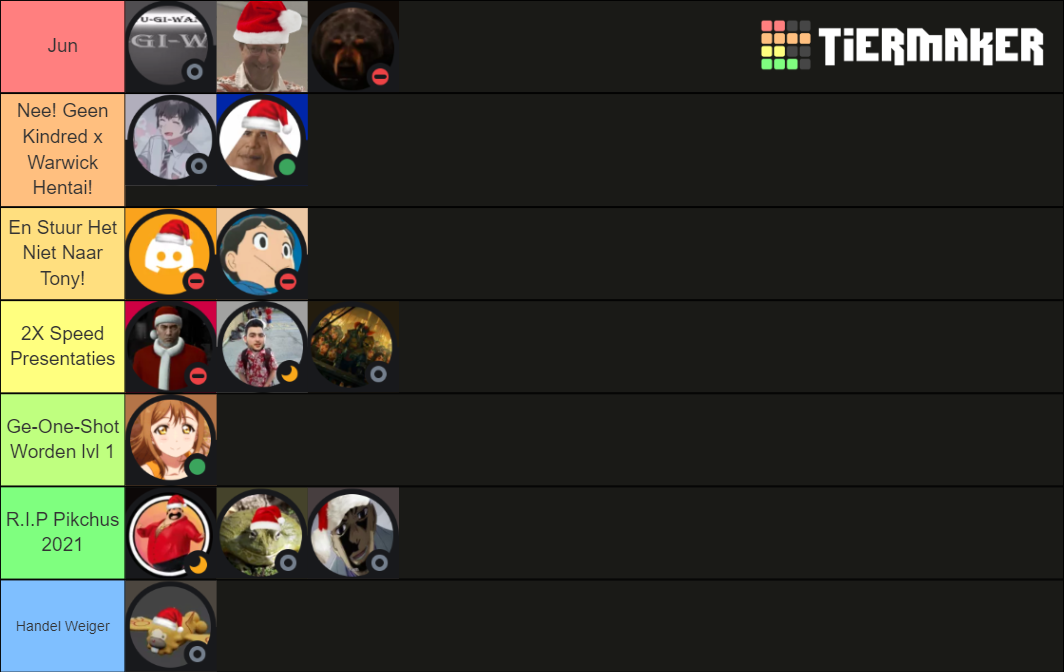 Jun
U-GI-WA
GI-W
TiERMAKER
Nee! Geen
Kindred x
Warwick
Hentai!
En Stuur Het
Niet Naar
Tony!
2X Speed
Presentaties
Ge-One-Shot
Worden lvl 1
R.I.P Pikchus
2021
Handel Weiger